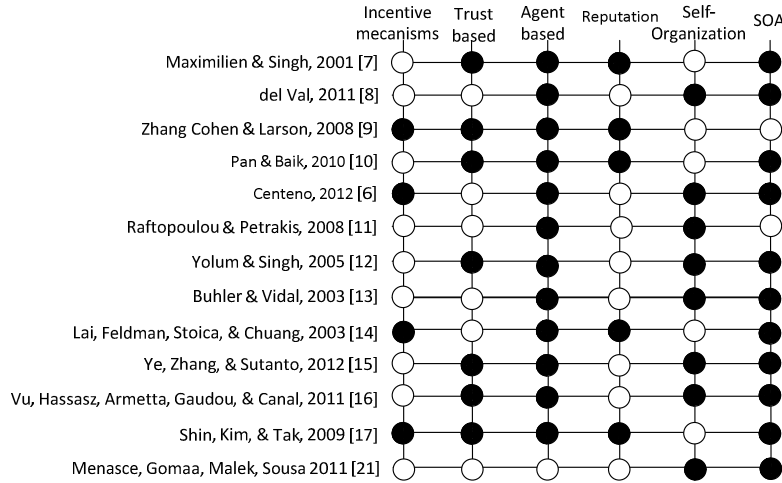 Incentive mecanisms Trust based Agent based Reputation Self-Organization SOA
Maximilien & Singh, 2001 [7]
del Val, 2011 [8]
Zhang Cohen & Larson, 2008 [9]
Pan & Baik, 2010 [10]
Centeno, 2012 [6]
Raftopoulou & Petrakis, 2008 [11]
Yolum & Singh, 2005 [12]
Buhler & Vidal, 2003 [13]
Lai, Feldman, Stoica, & Chuang, 2003 [14]
Ye, Zhang, & Sutanto, 2012 [15]
Vu, Hassasz, Armetta, Gaudou, & Canal, 2011 [16]
Shin, Kim, & Tak, 2009 [17]
Menasce, Gomaa, Malek, Sousa 2011 [21]